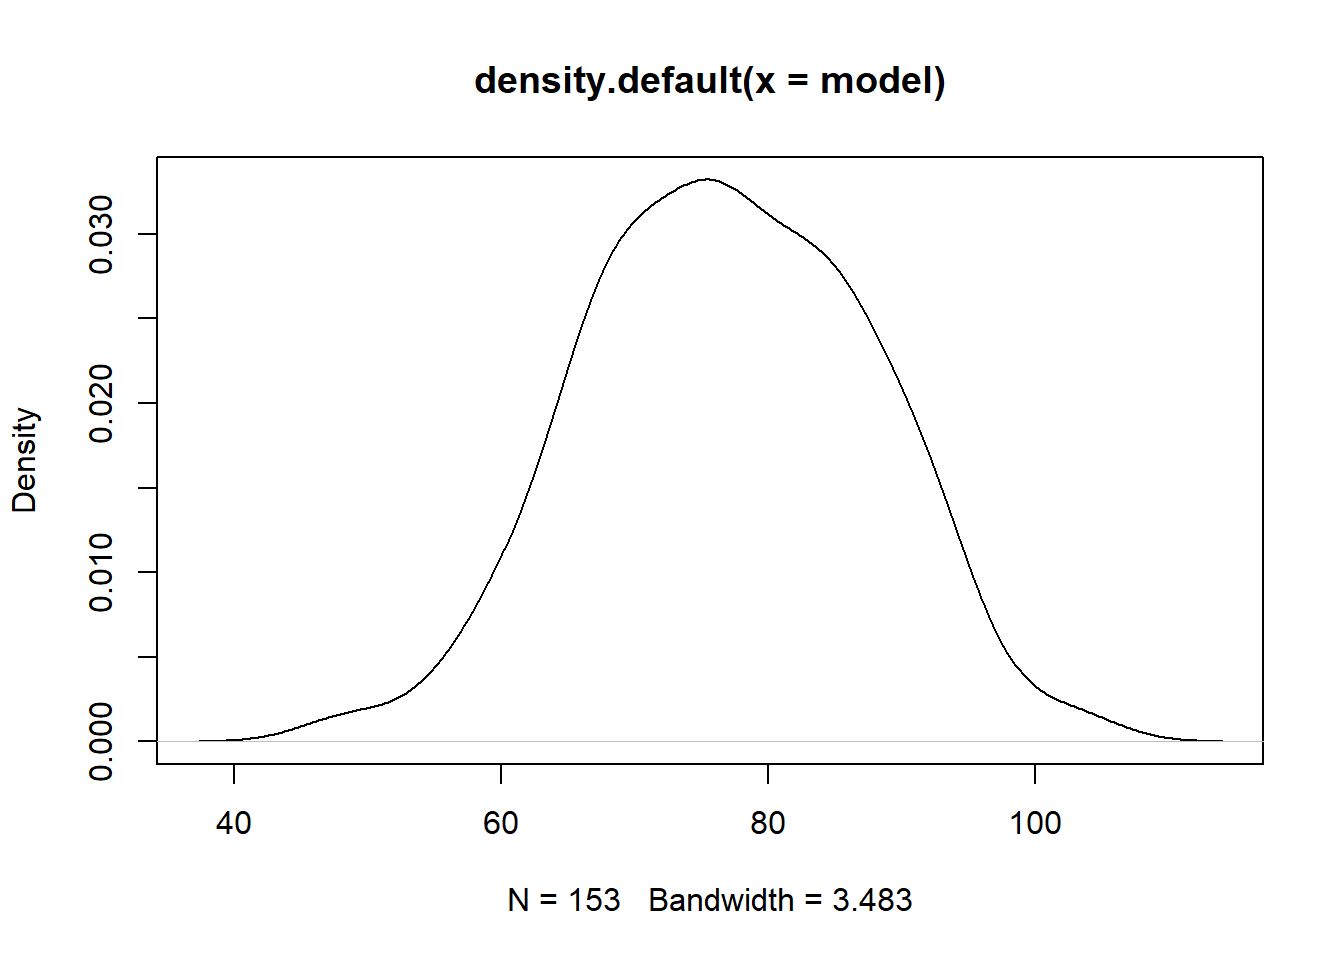 density.default(x = model)
Density
0.030
0.020
0.010
0.000
40 60 80 100
N = 153 Bandwidth = 3.483